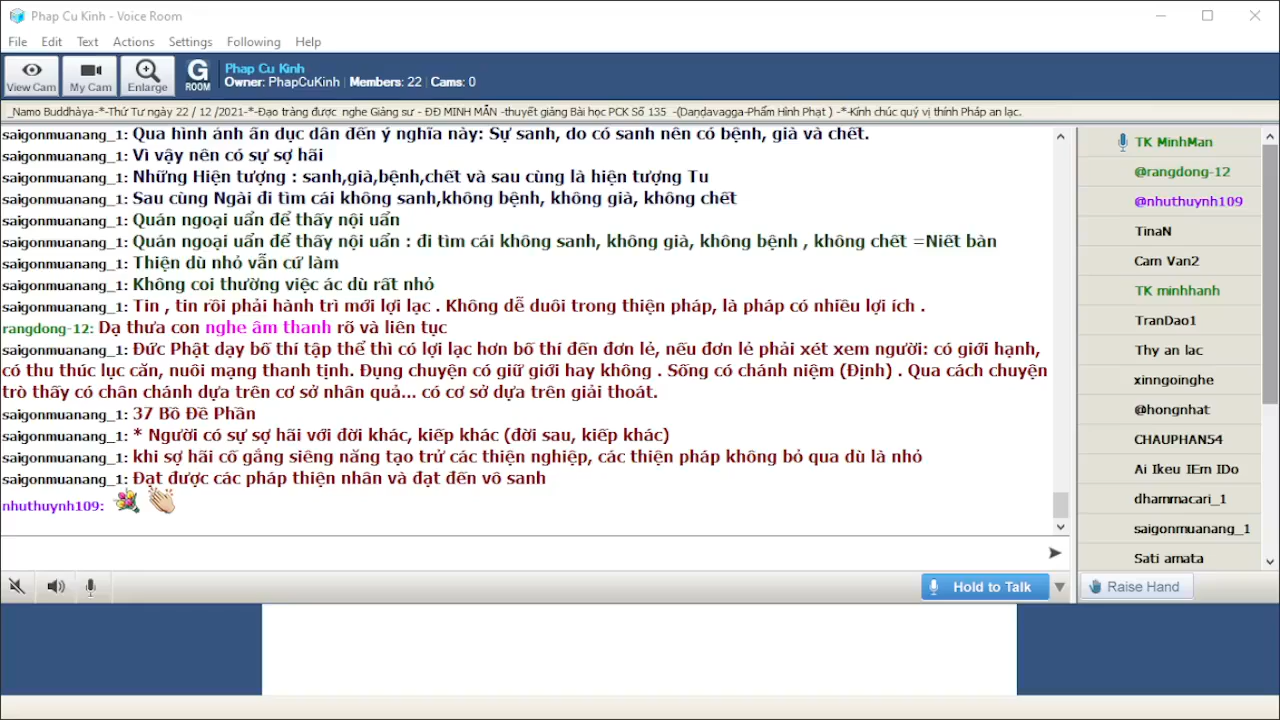 Phap Cu Kinh - Voice Room
File Edit Text Actions Settings Following Help
View Cam My Cam Enlarge G ROOM
Phap Cu Kinh
Owner: PhapCuKinh Members: 22 Cams: 0
_Namo Buddhàya-*-Thứ Tư ngày 22 / 12 /2021-*-Đạo tràng được nghe Giảng sư - ĐĐ MINH MẪN -thuyết giảng Bài học PCK Số 135 -(Daṇḍavagga-Phẩm Hình Phạt ) -*-Kính chúc quý vị thính Pháp an lạc.
saigonmuanang_1: Qua hình ảnh ẩn dục dẫn đến ý nghĩa này: Sự sanh, do có sanh nên có bệnh, già và chết.
saigonmuanang_1: Vì vậy nên có sự sợ hãi
saigonmuanang_1: Những Hiện tượng : sanh,già,bệnh,chết và sau cùng là hiện tượng Tu
saigonmuanang_1: Sau cùng Ngài đi tìm cái không sanh,không bệnh, không già, không chết
saigonmuanang_1: Quán ngoại uẩn để thấy nội uẩn
saigonmuanang_1: Quán ngoại uẩn để thấy nội uẩn : đi tìm cái không sanh, không già, không bệnh , không chết =Niết bàn
saigonmuanang_1: Thiện dù nhỏ vẫn cứ làm
saigonmuanang_1: Không coi thường việc ác dù rất nhỏ
saigonmuanang_1: Tin , tin rồi phải hành trì mới lợi lạc . Không dễ duôi trong thiện pháp, là pháp có nhiều lợi ích .
rangdong-12: Dạ thưa con nghe âm thanh rõ và liên tục
saigonmuanang_1: Đức Phật dạy bố thí tập thể thì có lợi lạc hơn bố thí đến đơn lẻ, nếu đơn lẻ phải xét xem người: có giới hạnh,
có thu thúc lục căn, nuôi mạng thanh tịnh. Đụng chuyện có giữ giới hay không . Sống có chánh niệm (Định) . Qua cách chuyện
trò thấy có chân chánh dựa trên cơ sở nhân quả... có cơ sở dựa trên giải thoát.
saigonmuanang_1: 37 Bồ Đề Phần
saigonmuanang_1: * Người có sự sợ hãi với đời khác, kiếp khác (đời sau, kiếp khác)
saigonmuanang_1: khi sợ hãi cố gắng siêng năng tạo trử các thiện nghiệp, các thiện pháp không bỏ qua dù là nhỏ
saigonmuanang_1: Đạt được các pháp thiện nhân và đạt đến vô sanh
nhuthuynh109:
TK MinhMan
@rangdong-12
@nhuthuynh109
TinaN
Cam Van2
TK minhhanh
TranDao1
Thy an lac
xinngoinghe
@hongnhat
CHAUPHAN54
Ai Ikeu IEm IDo
dhammacari_1
saigonmuanang_1
Sati amata
Hold to Talk
Raise Hand